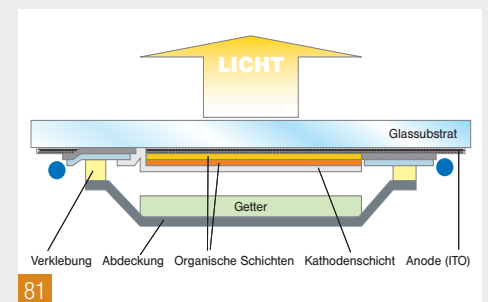 LICHT
Glassubstrat
Getter
Verklebung Abdeckung Organische Schichten Kathodenschicht Anode (ITO)
81